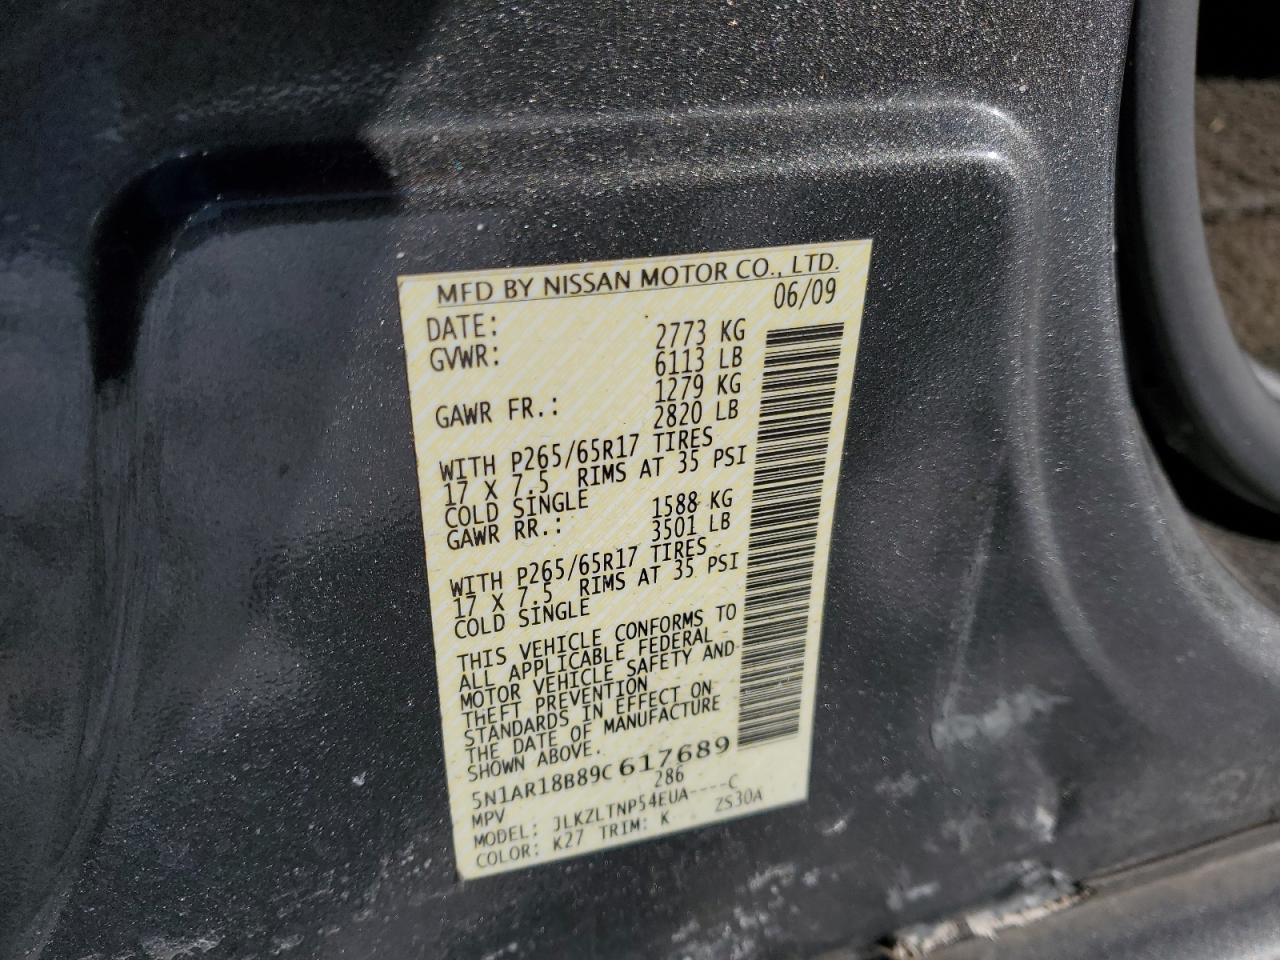 MFD BY NISSAN MOTOR CO., LTD.
DATE: 06/09
GVWR: 2773 KG
6113 LB
GAWR FR.: 1279 KG
2820 LB
WITH P265/65R17 TIRES
17 X 7.5 RIMS AT 35 PSI
COLD SINGLE
GAWR RR.: 1588 KG
3501 LB
WITH P265/65R17 TIRES
17 X 7.5 RIMS AT 35 PSI
COLD SINGLE
THIS VEHICLE CONFORMS TO
ALL APPLICABLE FEDERAL
MOTOR VEHICLE SAFETY AND
THEFT PREVENTION
STANDARDS IN EFFECT ON
THE DATE OF MANUFACTURE
SHOWN ABOVE.
5N1AR18B89C617689
MPV 286
MODEL: JLKZLTNP54EUA----C
COLOR: K27 TRIM: K ZS30A